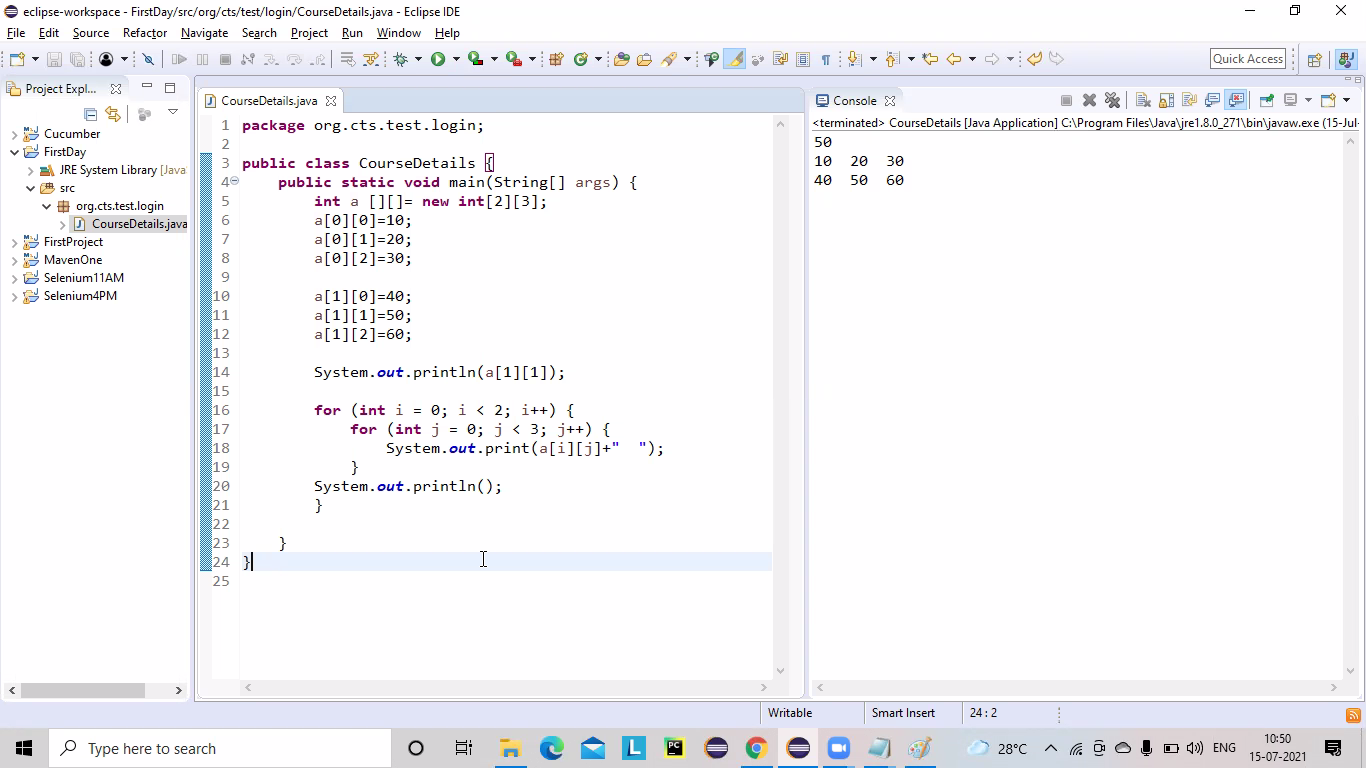 eclipse-workspace - FirstDay/src/org/cts/test/login/CourseDetails.java - Eclipse IDE
File Edit Source Refactor Navigate Search Project Run Window Help
Quick Access
Project Expl...
Cucumber
FirstDay
JRE System Library [Java
src
org.cts.test.login
CourseDetails.java
FirstProject
MavenOne
Selenium11AM
Selenium4PM
CourseDetails.java
1 package org.cts.test.login;
2
3 public class CourseDetails {
4 public static void main(String[] args) {
5 int a [][]= new int[2][3];
6 a[0][0]=10;
7 a[0][1]=20;
8 a[0][2]=30;
9
10 a[1][0]=40;
11 a[1][1]=50;
12 a[1][2]=60;
13
14 System.out.println(a[1][1]);
15
16 for (int i = 0; i < 2; i++) {
17 for (int j = 0; j < 3; j++) {
18 System.out.print(a[i][j]+"  ");
19 }
20 System.out.println();
21 }
22
23 }
24 }
25
Console
<terminated> CourseDetails [Java Application] C:\Program Files\Java\jre1.8.0_271\bin\javaw.exe (15-Jul-
50
10  20  30
40  50  60
Writable Smart Insert 24 : 2
Type here to search
L
PC
28°C
ENG
10:50
15-07-2021